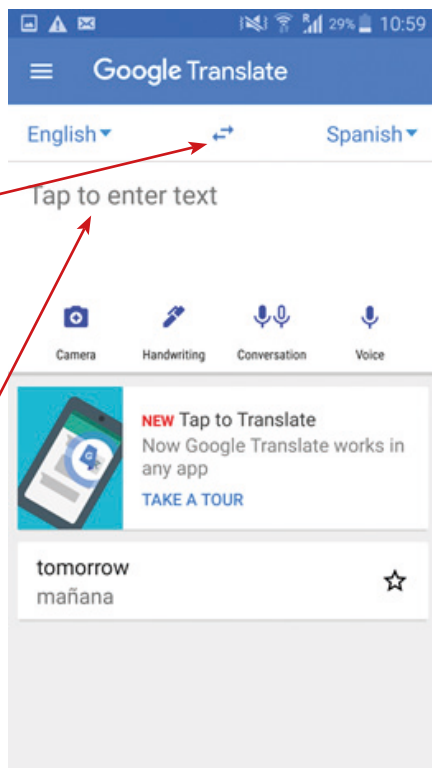 29% 10:59
Google Translate
English Spanish
Tap to enter text
Camera Handwriting Conversation Voice
NEW Tap to Translate
Now Google Translate works in
any app
TAKE A TOUR
tomorrow
mañana